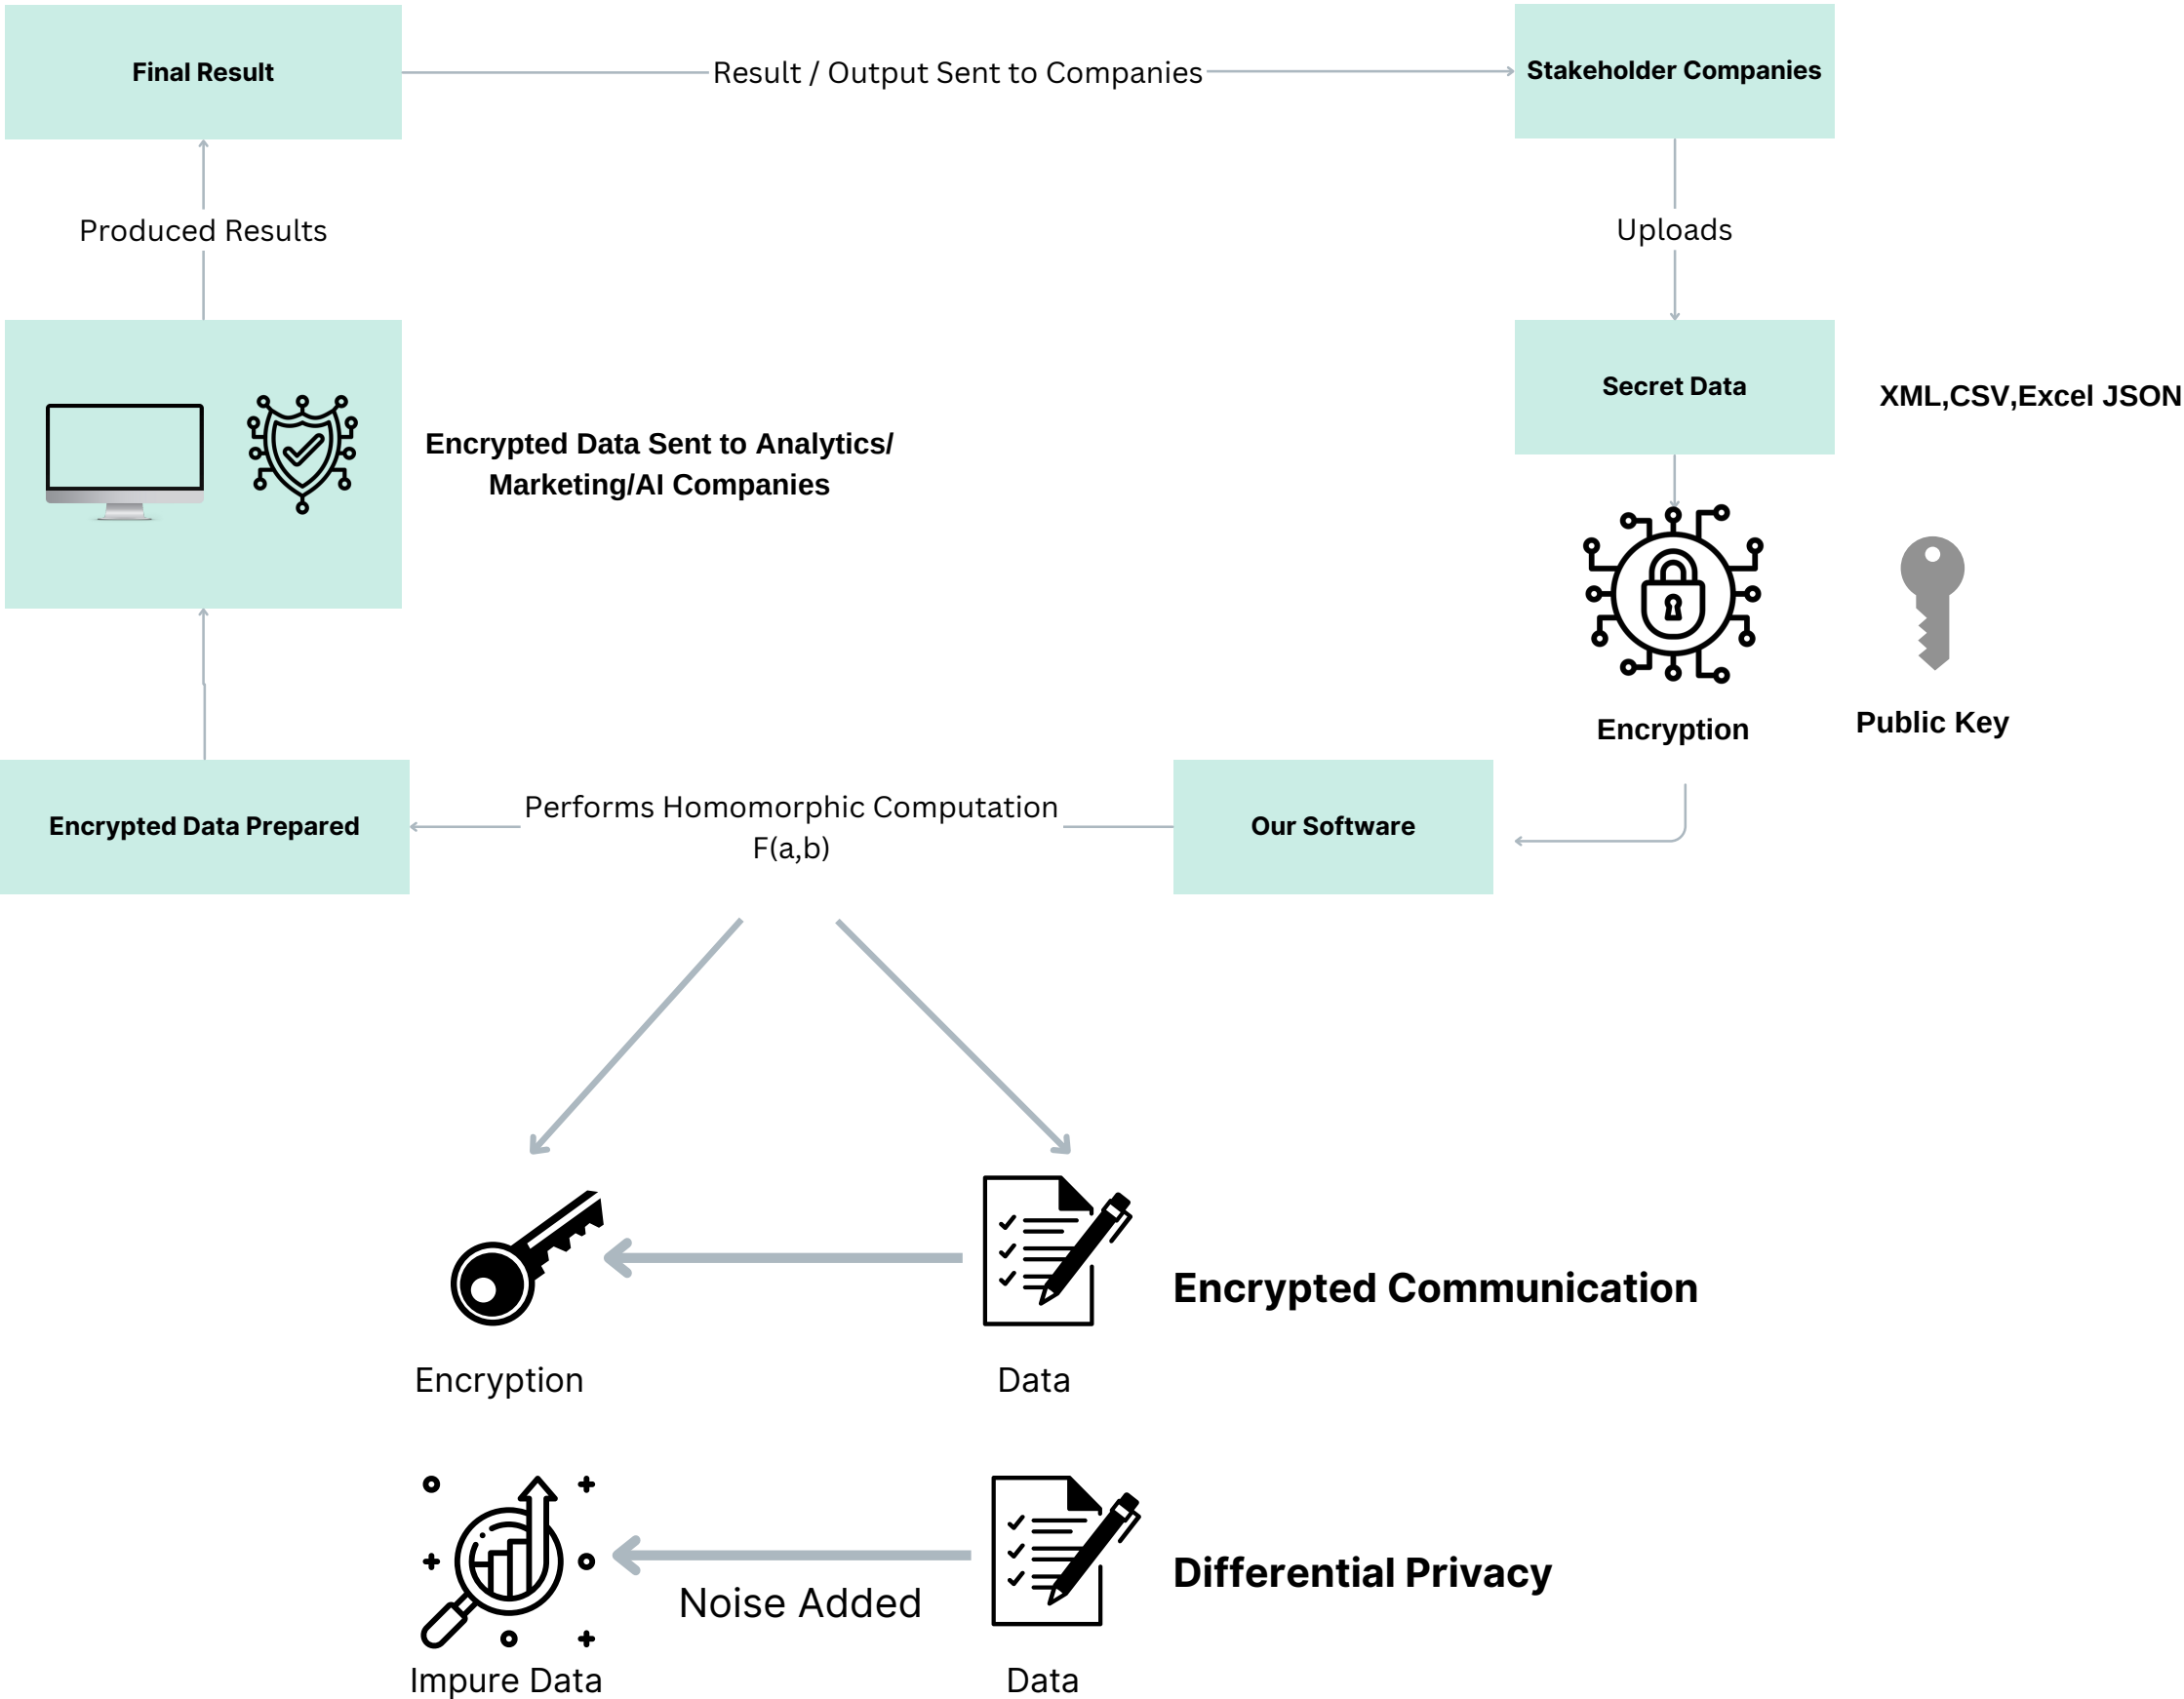 Final Result
Result / Output Sent to Companies
Stakeholder Companies
Produced Results
Uploads
Secret Data
XML,CSV,Excel JSON
Encrypted Data Sent to Analytics/
Marketing/AI Companies
Encryption
Public Key
Encrypted Data Prepared
Performs Homomorphic Computation
F(a,b)
Our Software
Encrypted Communication
Encryption
Data
Differential Privacy
Noise Added
Impure Data
Data